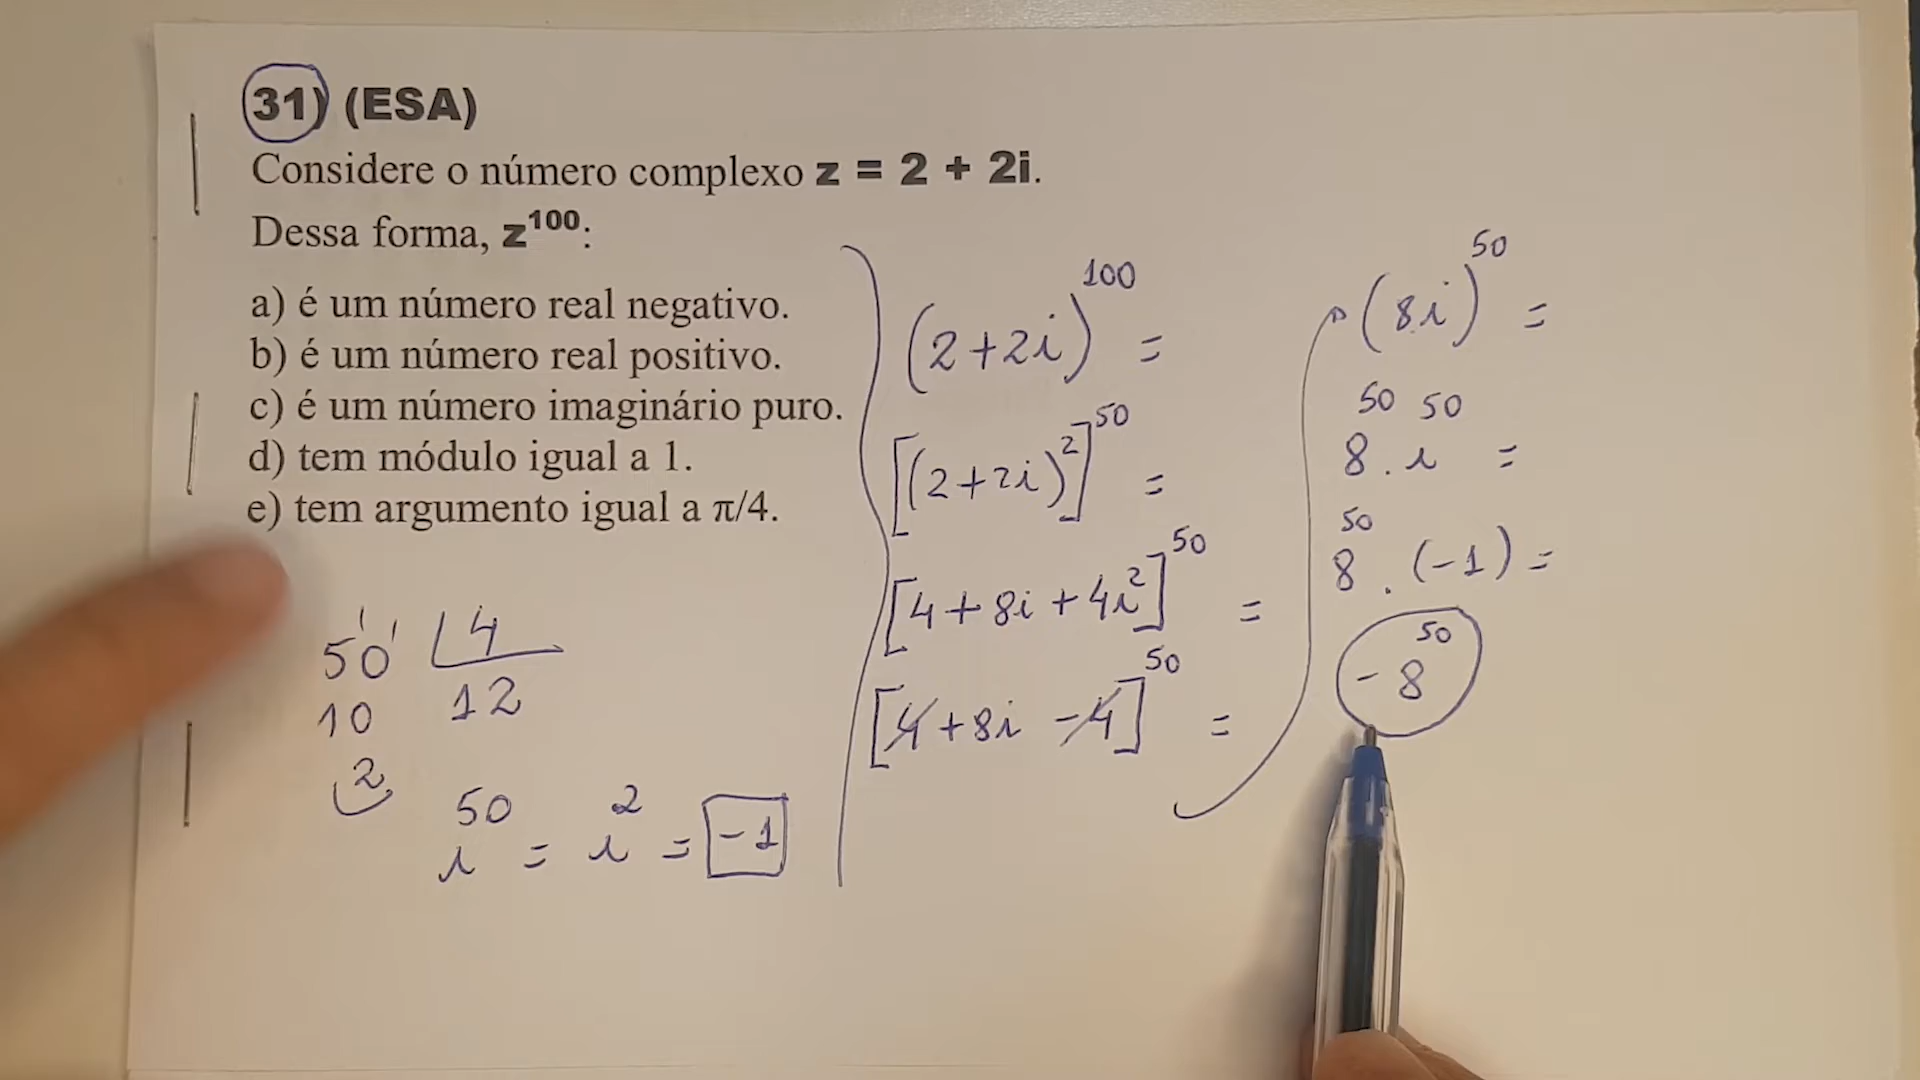 31) (ESA)
Considere o número complexo z = 2 + 2i.
Dessa forma, z¹⁰⁰:
a) é um número real negativo.
b) é um número real positivo.
c) é um número imaginário puro.
d) tem módulo igual a 1.
e) tem argumento igual a π/4.
50 | 4
10 12
2
i⁵⁰ = i² = -1
(2+2i)¹⁰⁰ =
[(2+2i)²]⁵⁰ =
[4+8i+4i²]⁵⁰ =
[4+8i-4]⁵⁰ =
(8i)⁵⁰ =
8⁵⁰ . i⁵⁰ =
8⁵⁰ . (-1) =
-8⁵⁰